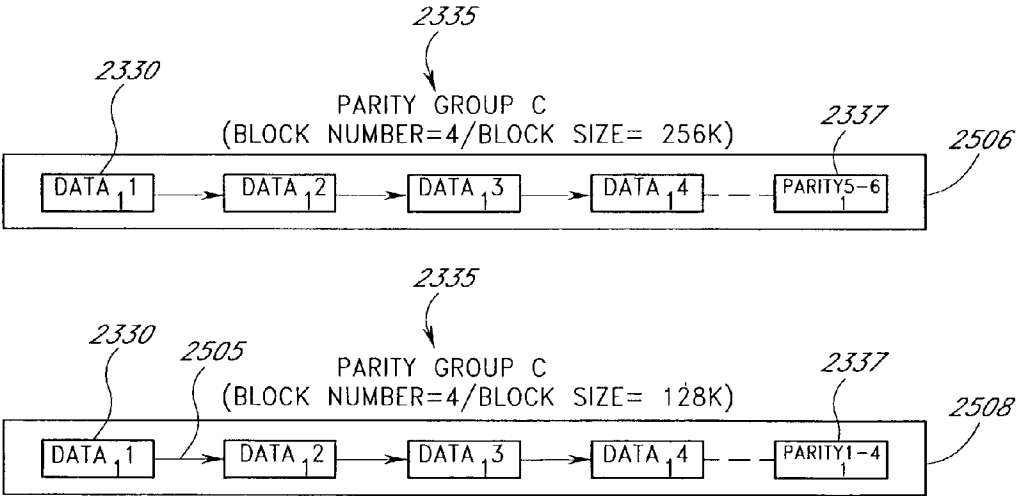 2335
2330
PARITY GROUP C
2337
(BLOCK NUMBER=4/BLOCK SIZE= 256K)
2506
DATA 1 1 DATA 1 2 DATA 1 3 DATA 1 4 PARITY5-6 1
2335
2330 2505
PARITY GROUP C
2337
(BLOCK NUMBER=4/BLOCK SIZE= 128K)
2508
DATA 1 1 DATA 1 2 DATA 1 3 DATA 1 4 PARITY1-4 1